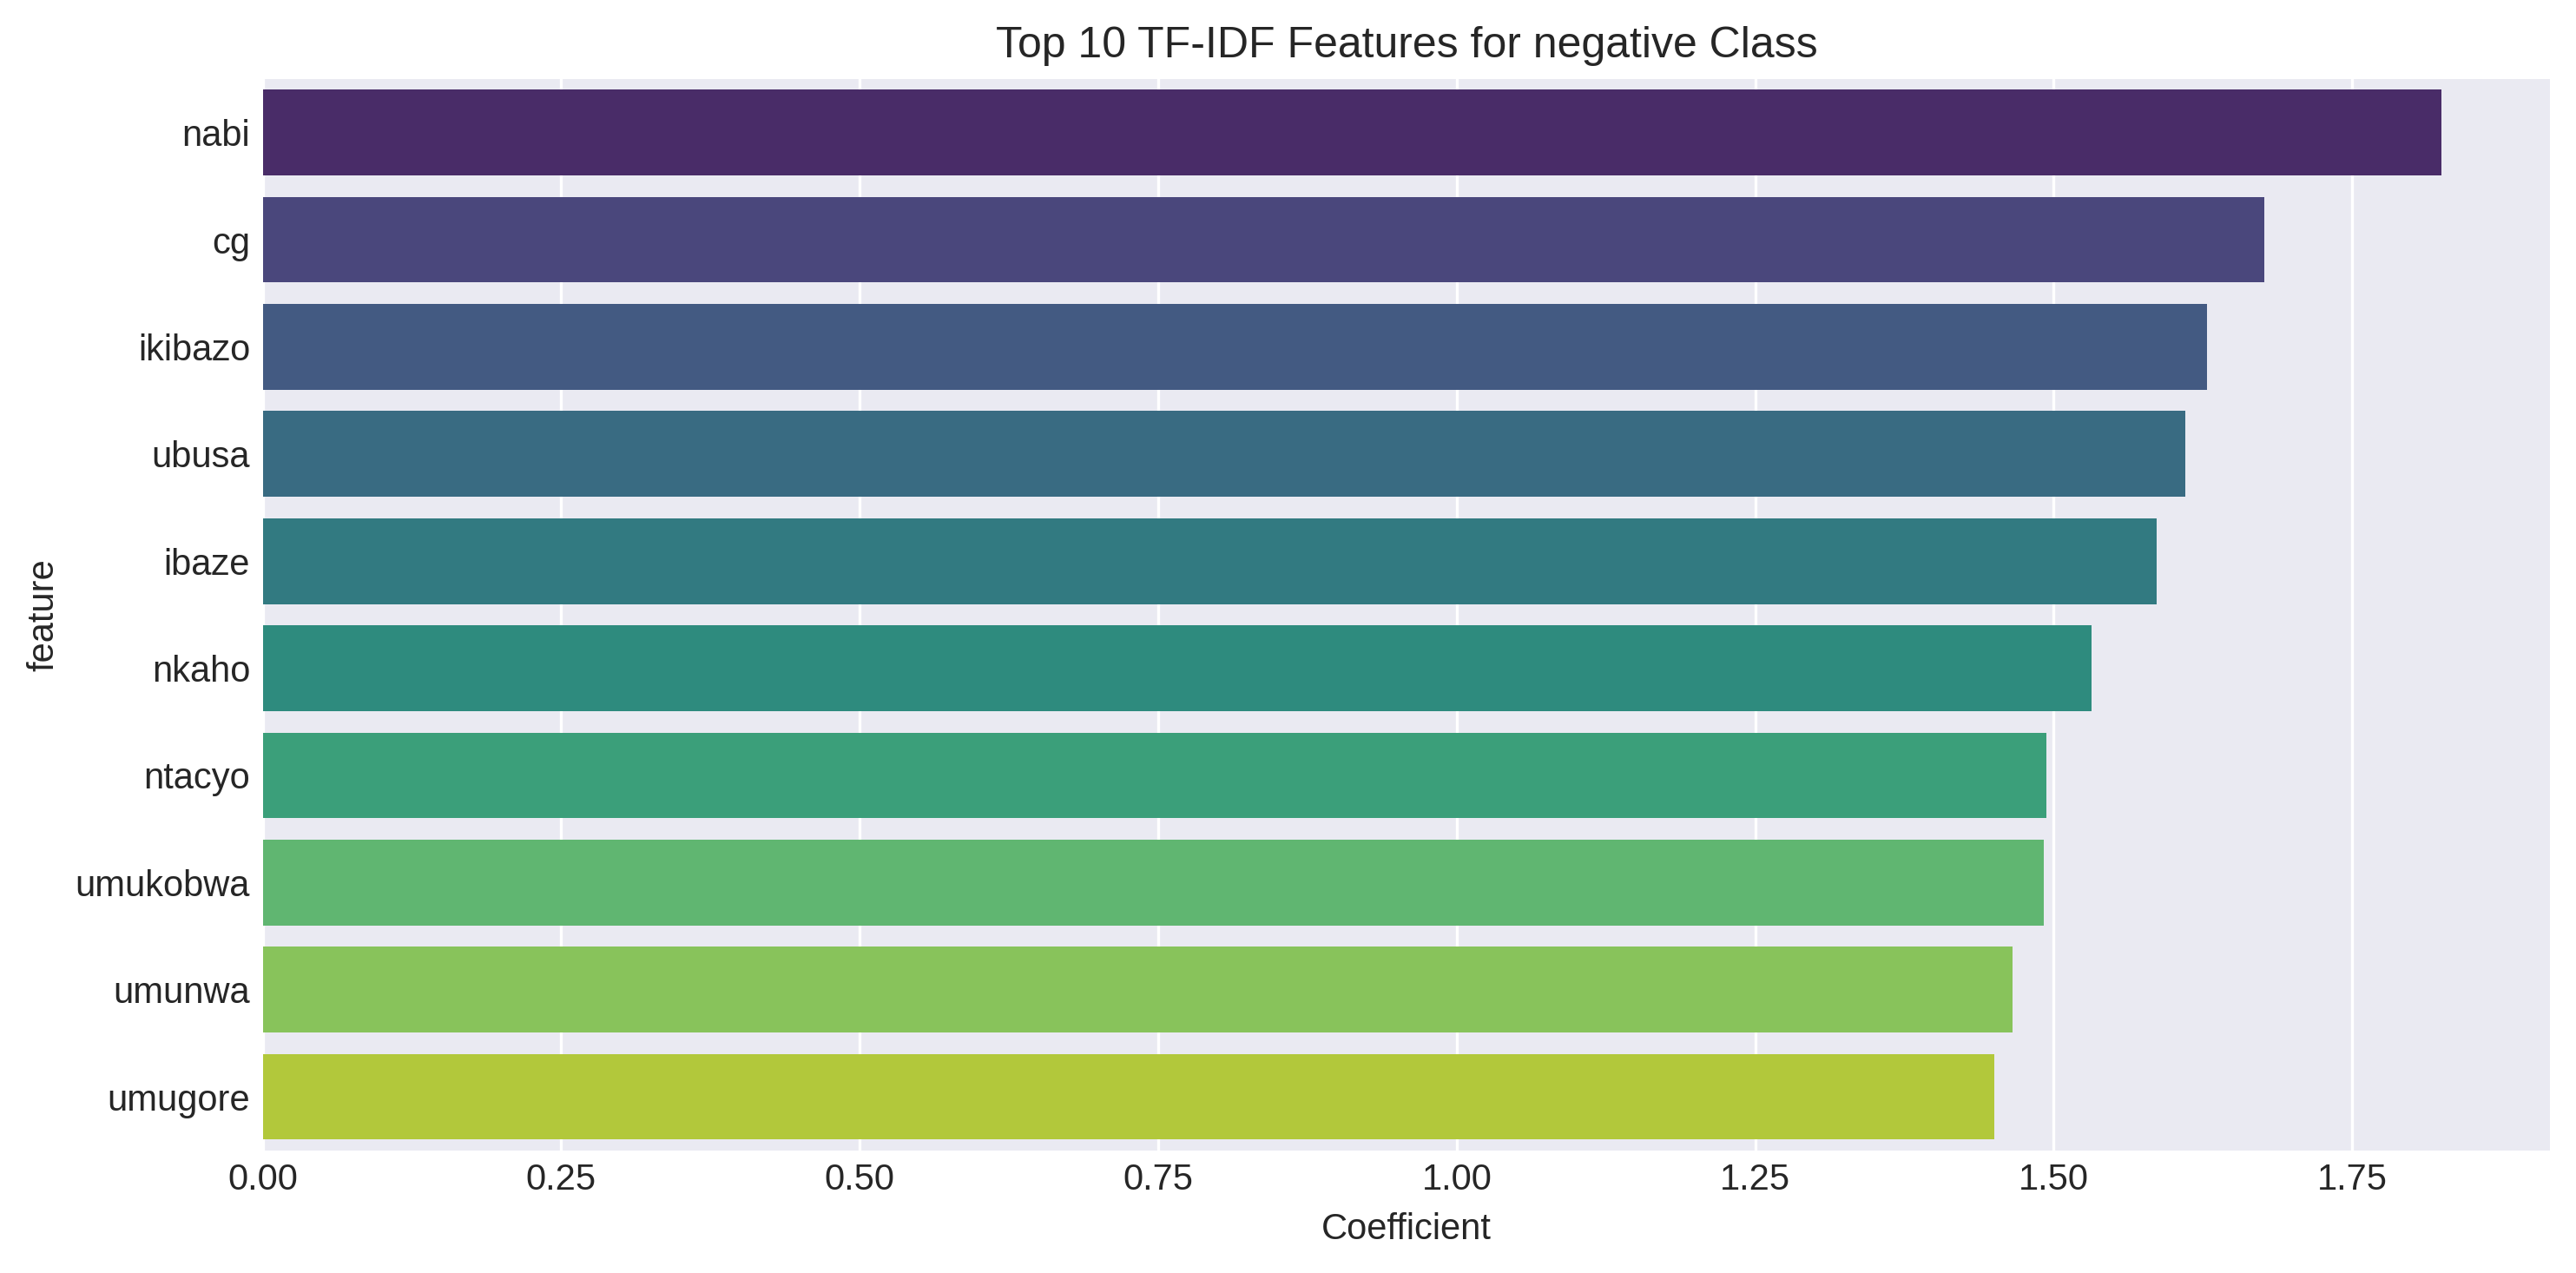 Top 10 TF-IDF Features for negative Class
nabi
cg
ikibazo
ubusa
ibaze
nkaho
ntacyo
umukobwa
umunwa
umugore
feature
0.00 0.25 0.50 0.75 1.00 1.25 1.50 1.75
Coefficient